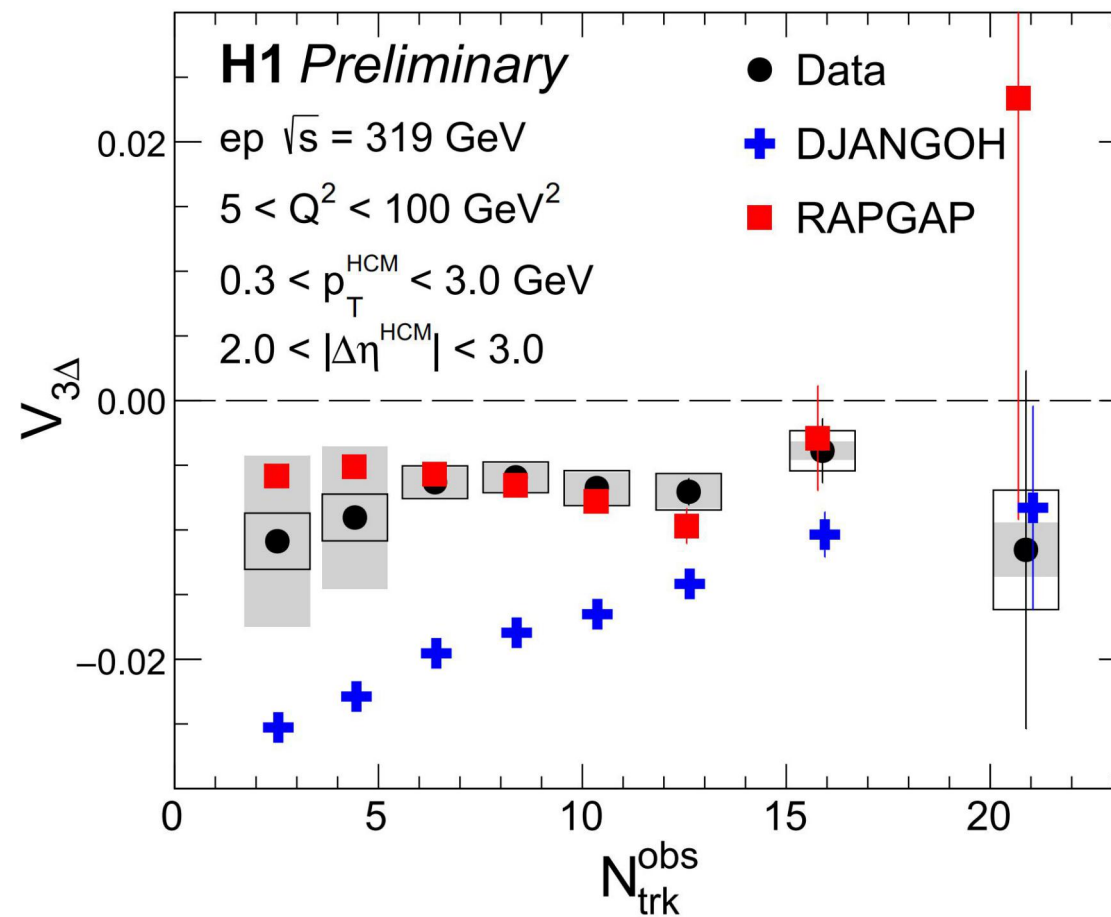 H1 Preliminary
ep √s = 319 GeV
5 < Q² < 100 GeV²
0.3 < p_T^HCM < 3.0 GeV
2.0 < |Δη^HCM| < 3.0
Data
DJANGOH
RAPGAP
V_3Δ
0.02
0.00
−0.02
0 5 10 15 20
N_trk^obs